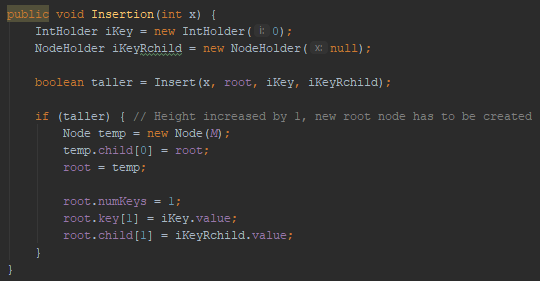 public void Insertion(int x) {
    IntHolder iKey = new IntHolder( i: 0);
    NodeHolder iKeyRchild = new NodeHolder( x: null);

    boolean taller = Insert(x, root, iKey, iKeyRchild);

    if (taller) { // Height increased by 1, new root node has to be created
        Node temp = new Node(M);
        temp.child[0] = root;
        root = temp;

        root.numKeys = 1;
        root.key[1] = iKey.value;
        root.child[1] = iKeyRchild.value;
    }
}